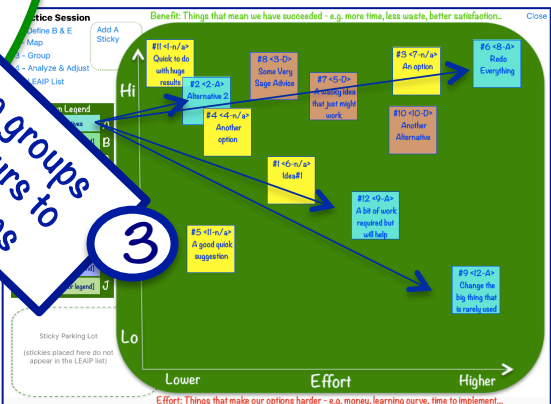 ctice Session
Define B & E
- Map
3 - Group
4 - Analyze & Adjust
LEAIP List
Add A
Sticky
Benefit: Things that mean we have succeeded - e.g. more time, less waste, better satisfaction..
Close
Legend
A
B
J
r legend]
groups
urs to
3
Hi
Lo
#11 <1-n/a>
Quick to do
with huge
results
#2 <2-A>
Alternative 2
#8 <3-D>
Some Very
Sage Advice
#7 <5-D>
that just might
work
#3 <7-n/a>
An option
#6 <8-A>
Redo
Everything
#4 <4-n/a>
Another
option
#10 <10-D>
Another
Alternative
#1 <6-n/a>
Idea#1
#12 <9-A>
A bit of work
required but
will help
#5 <11-n/a>
A good quick
suggestion
#9 <12-A>
Change the
big thing that
is rarely used
Sticky Parking Lot
(stickies placed here do not
appear in the LEAIP list)
Lower
Effort
Higher
Effort: Things that make our options harder - e.g. money, learning curve, time to implement...